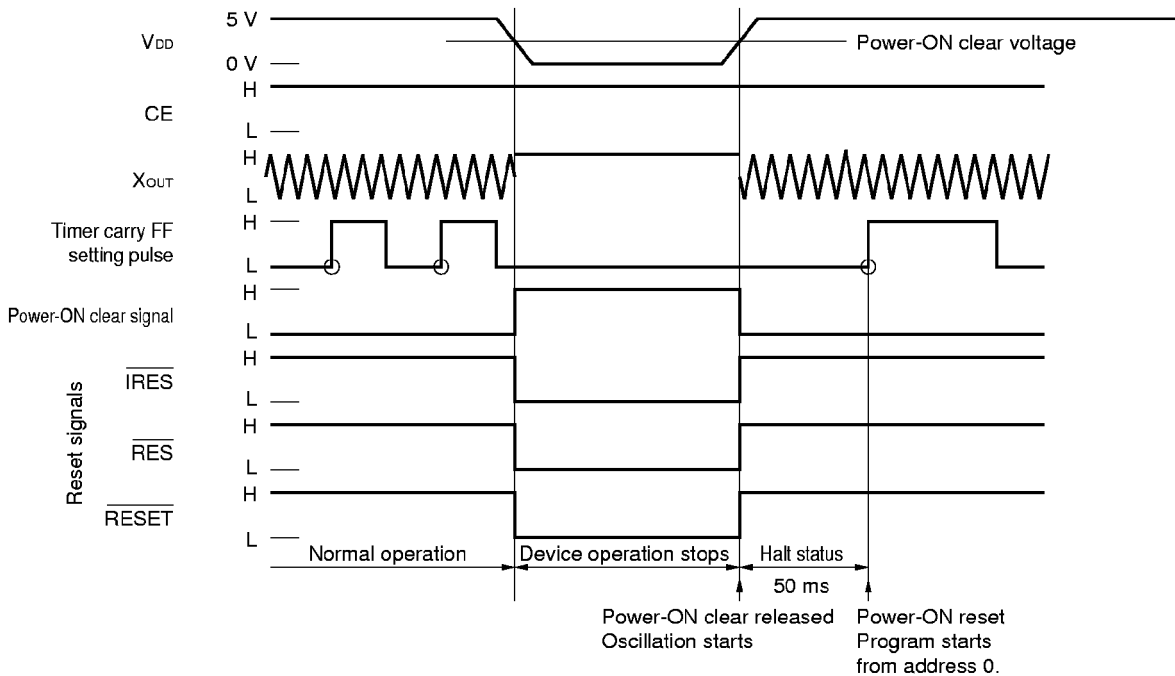 5 V
VDD
Power-ON clear voltage
0 V
H
CE
L
H
XOUT
L
H
Timer carry FF
setting pulse
L
H
Power-ON clear signal
L
Reset signals
H
IRES
L
H
RES
L
H
RESET
L
Normal operation
Device operation stops
Halt status
50 ms
Power-ON clear released
Oscillation starts
Power-ON reset
Program starts
from address 0.